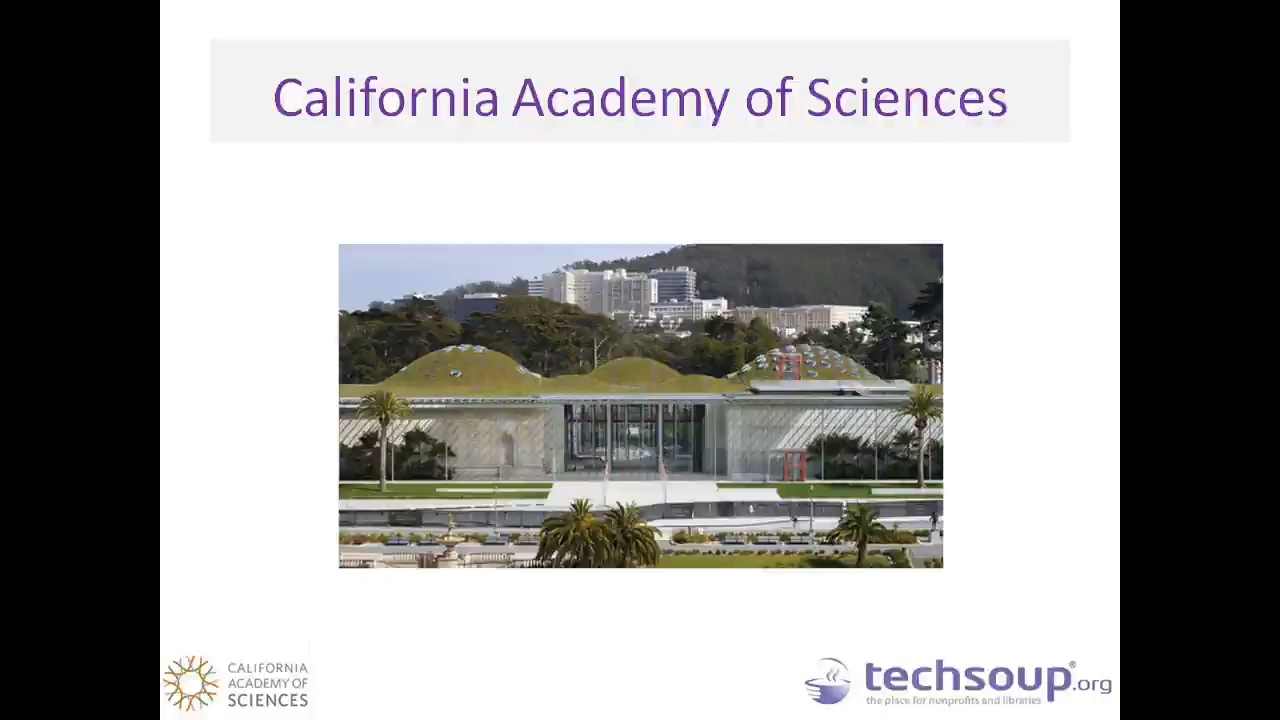 California Academy of Sciences
CALIFORNIA
ACADEMY OF
SCIENCES
techsoup®.org
the place for nonprofits and libraries